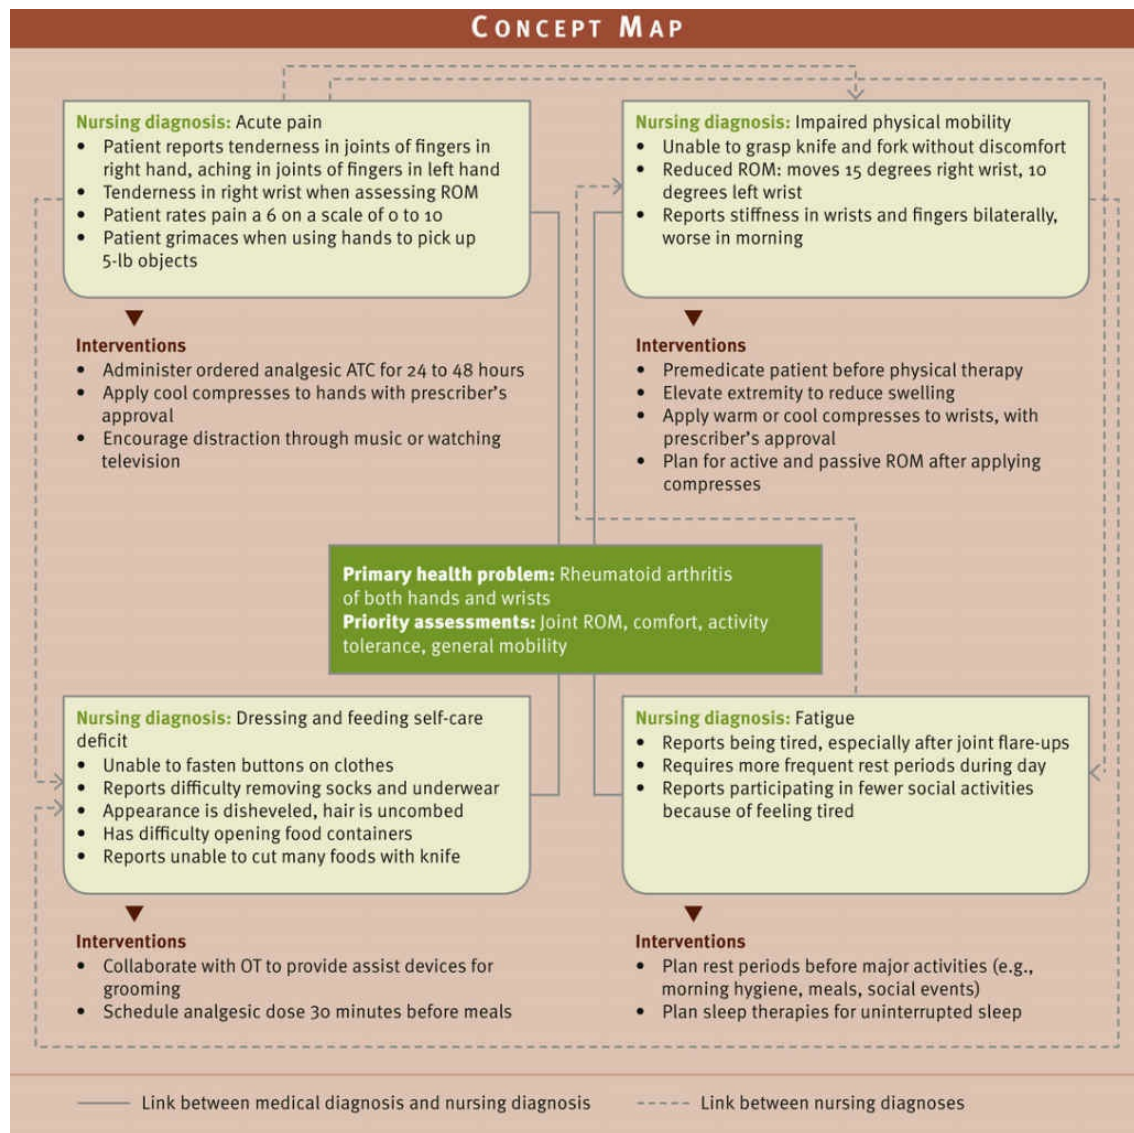 CONCEPT MAP
Nursing diagnosis: Acute pain
• Patient reports tenderness in joints of fingers in
right hand, aching in joints of fingers in left hand
• Tenderness in right wrist when assessing ROM
• Patient rates pain a 6 on a scale of 0 to 10
• Patient grimaces when using hands to pick up
5-lb objects
Interventions
• Administer ordered analgesic ATC for 24 to 48 hours
• Apply cool compresses to hands with prescriber's
approval
• Encourage distraction through music or watching
television
Nursing diagnosis: Impaired physical mobility
• Unable to grasp knife and fork without discomfort
• Reduced ROM: moves 15 degrees right wrist, 10
degrees left wrist
• Reports stiffness in wrists and fingers bilaterally,
worse in morning
Interventions
• Premedicate patient before physical therapy
• Elevate extremity to reduce swelling
• Apply warm or cool compresses to wrists, with
prescriber's approval
• Plan for active and passive ROM after applying
compresses
Primary health problem: Rheumatoid arthritis
of both hands and wrists
Priority assessments: Joint ROM, comfort, activity
tolerance, general mobility
Nursing diagnosis: Dressing and feeding self-care
deficit
• Unable to fasten buttons on clothes
• Reports difficulty removing socks and underwear
• Appearance is disheveled, hair is uncombed
• Has difficulty opening food containers
• Reports unable to cut many foods with knife
Interventions
• Collaborate with OT to provide assist devices for
grooming
• Schedule analgesic dose 30 minutes before meals
Nursing diagnosis: Fatigue
• Reports being tired, especially after joint flare-ups
• Requires more frequent rest periods during day
• Reports participating in fewer social activities
because of feeling tired
Interventions
• Plan rest periods before major activities (e.g.,
morning hygiene, meals, social events)
• Plan sleep therapies for uninterrupted sleep
Link between medical diagnosis and nursing diagnosis
Link between nursing diagnoses